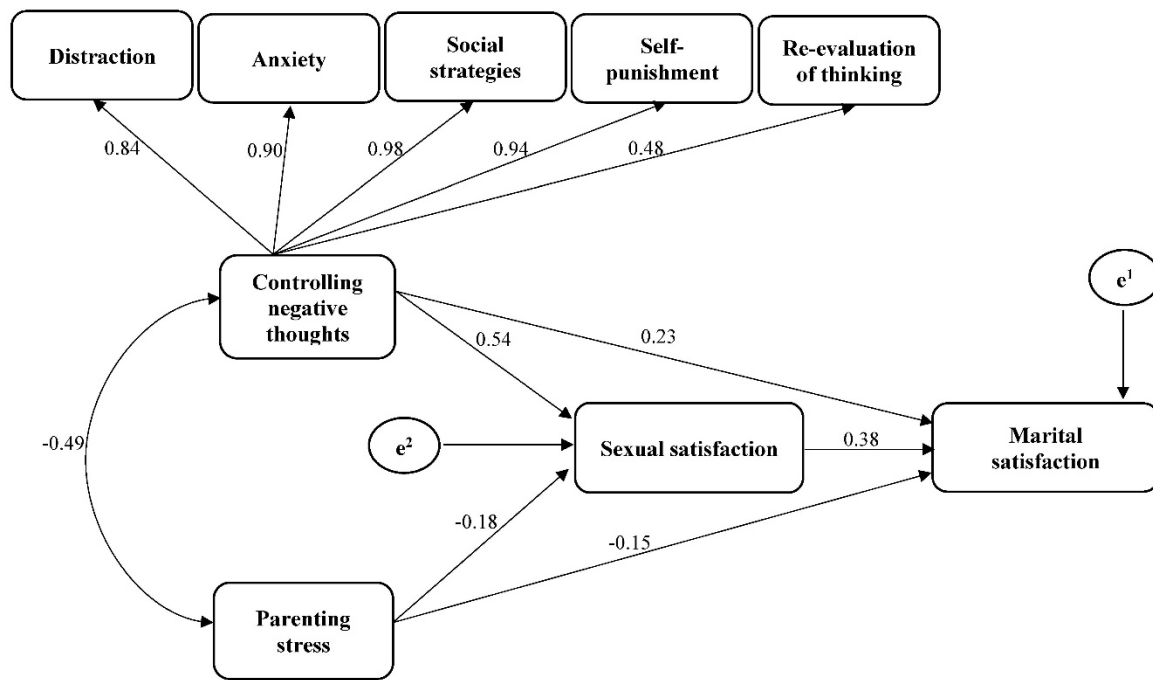 Distraction
Anxiety
Social
strategies
Self-
punishment
Re-evaluation
of thinking
0.84
0.90
0.98
0.94
0.48
Controlling
negative
thoughts
e¹
0.54
0.23
-0.49
e²
Sexual satisfaction
0.38
Marital
satisfaction
-0.18
-0.15
Parenting
stress